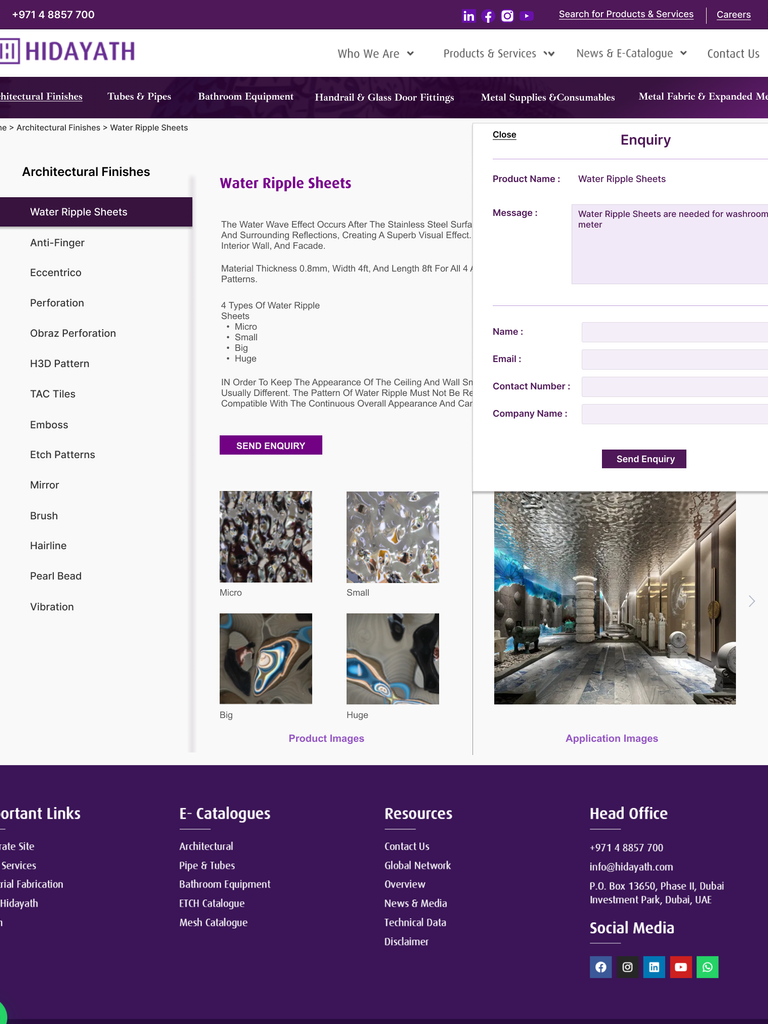 +971 4 8857 700
Search for Products & Services
Careers
HIDAYATH
Who We Are
Products & Services
News & E-Catalogue
Contact Us
hitectural Finishes
Tubes & Pipes
Bathroom Equipment
Handrail & Glass Door Fittings
Metal Supplies &Consumables
Metal Fabric & Expanded Me
ne > Architectural Finishes > Water Ripple Sheets
Architectural Finishes
Water Ripple Sheets
Anti-Finger
Eccentrico
Perforation
Obraz Perforation
H3D Pattern
TAC Tiles
Emboss
Etch Patterns
Mirror
Brush
Hairline
Pearl Bead
Vibration
Water Ripple Sheets
The Water Wave Effect Occurs After The Stainless Steel Surfa
And Surrounding Reflections, Creating A Superb Visual Effect.
Interior Wall, And Facade.
Material Thickness 0.8mm, Width 4ft, And Length 8ft For All 4 A
Patterns.
4 Types Of Water Ripple
Sheets
• Micro
• Small
• Big
• Huge
IN Order To Keep The Appearance Of The Ceiling And Wall Sm
Usually Different. The Pattern Of Water Ripple Must Not Be Re
Compatible With The Continuous Overall Appearance And Can
SEND ENQUIRY
Micro
Small
Big
Huge
Product Images
Close
Enquiry
Product Name :
Water Ripple Sheets
Message :
Water Ripple Sheets are needed for washroom
meter
Name :
Email :
Contact Number :
Company Name :
Send Enquiry
Application Images
ortant Links
rate Site
Services
rial Fabrication
Hidayath
E- Catalogues
Architectural
Pipe & Tubes
Bathroom Equipment
ETCH Catalogue
Mesh Catalogue
Resources
Contact Us
Global Network
Overview
News & Media
Technical Data
Disclaimer
Head Office
+971 4 8857 700
info@hidayath.com
P.O. Box 13650, Phase II, Dubai
Investment Park, Dubai, UAE
Social Media